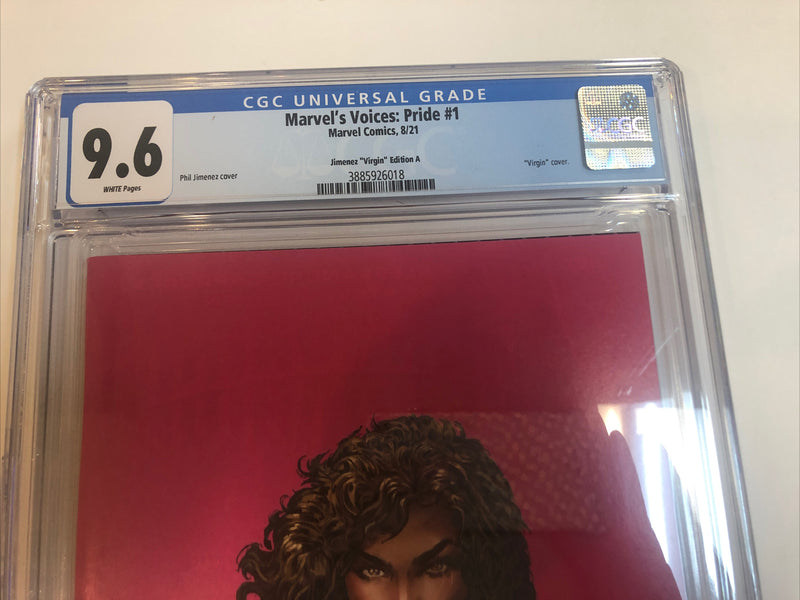 CGC UNIVERSAL GRADE
9.6
WHITE Pages
Marvel's Voices: Pride #1
Marvel Comics, 8/21
Jimenez "Virgin" Edition A
Phil Jimenez cover
"Virgin" cover.
3885926018
CGC